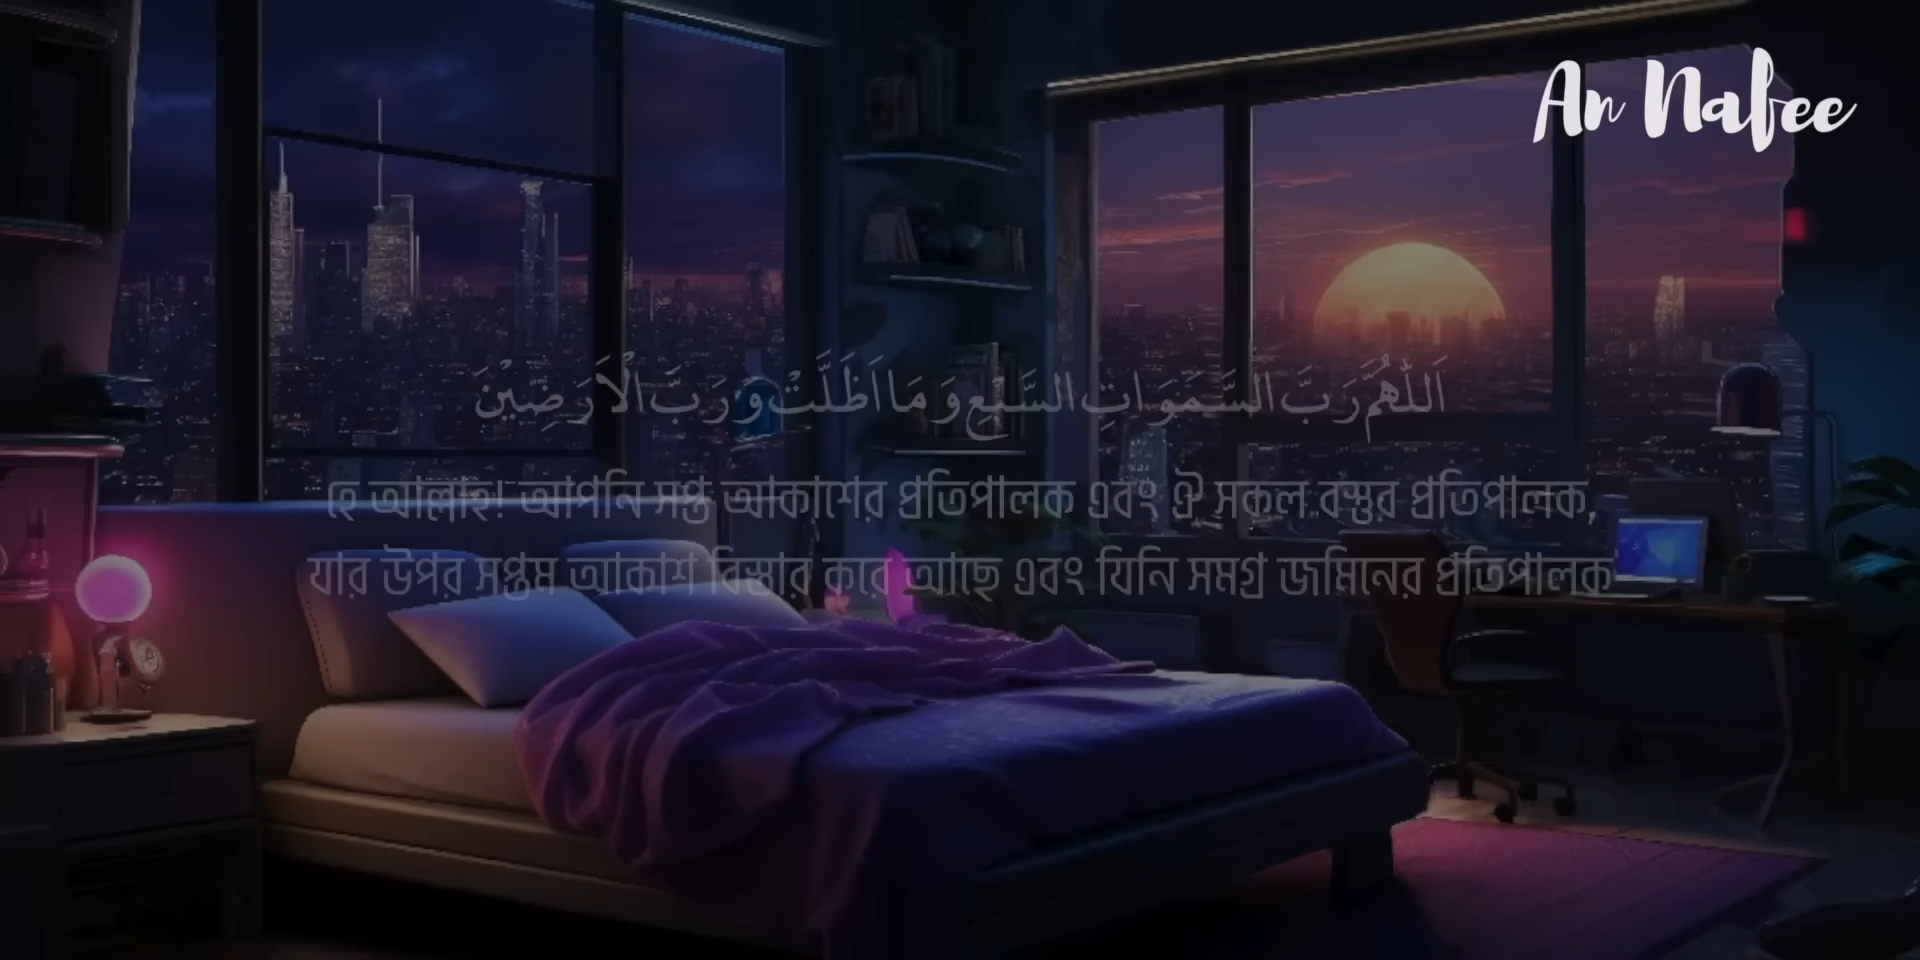 An Nafee
اَللّٰهُمَّ رَبَّ السَّمَوَاتِ السَّبْعِ وَ مَا اَظَلَّتْ وَ رَبَّ الْاَرَضِيْنَ
হে আল্লাহ! আপনি সপ্ত আকাশের প্রতিপালক এবং ঐ সকল বস্তুর প্রতিপালক,
যার উপর সপ্তম আকাশ বিস্তার করে আছে এবং যিনি সমগ্র জমিনের প্রতিপালক